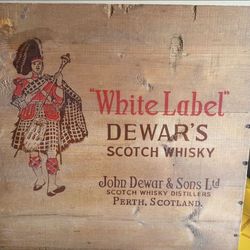 "White Label"
DEWAR'S
SCOTCH WHISKY
John Dewar & Sons Ltd
SCOTCH WHISKY DISTILLERS
PERTH, SCOTLAND.